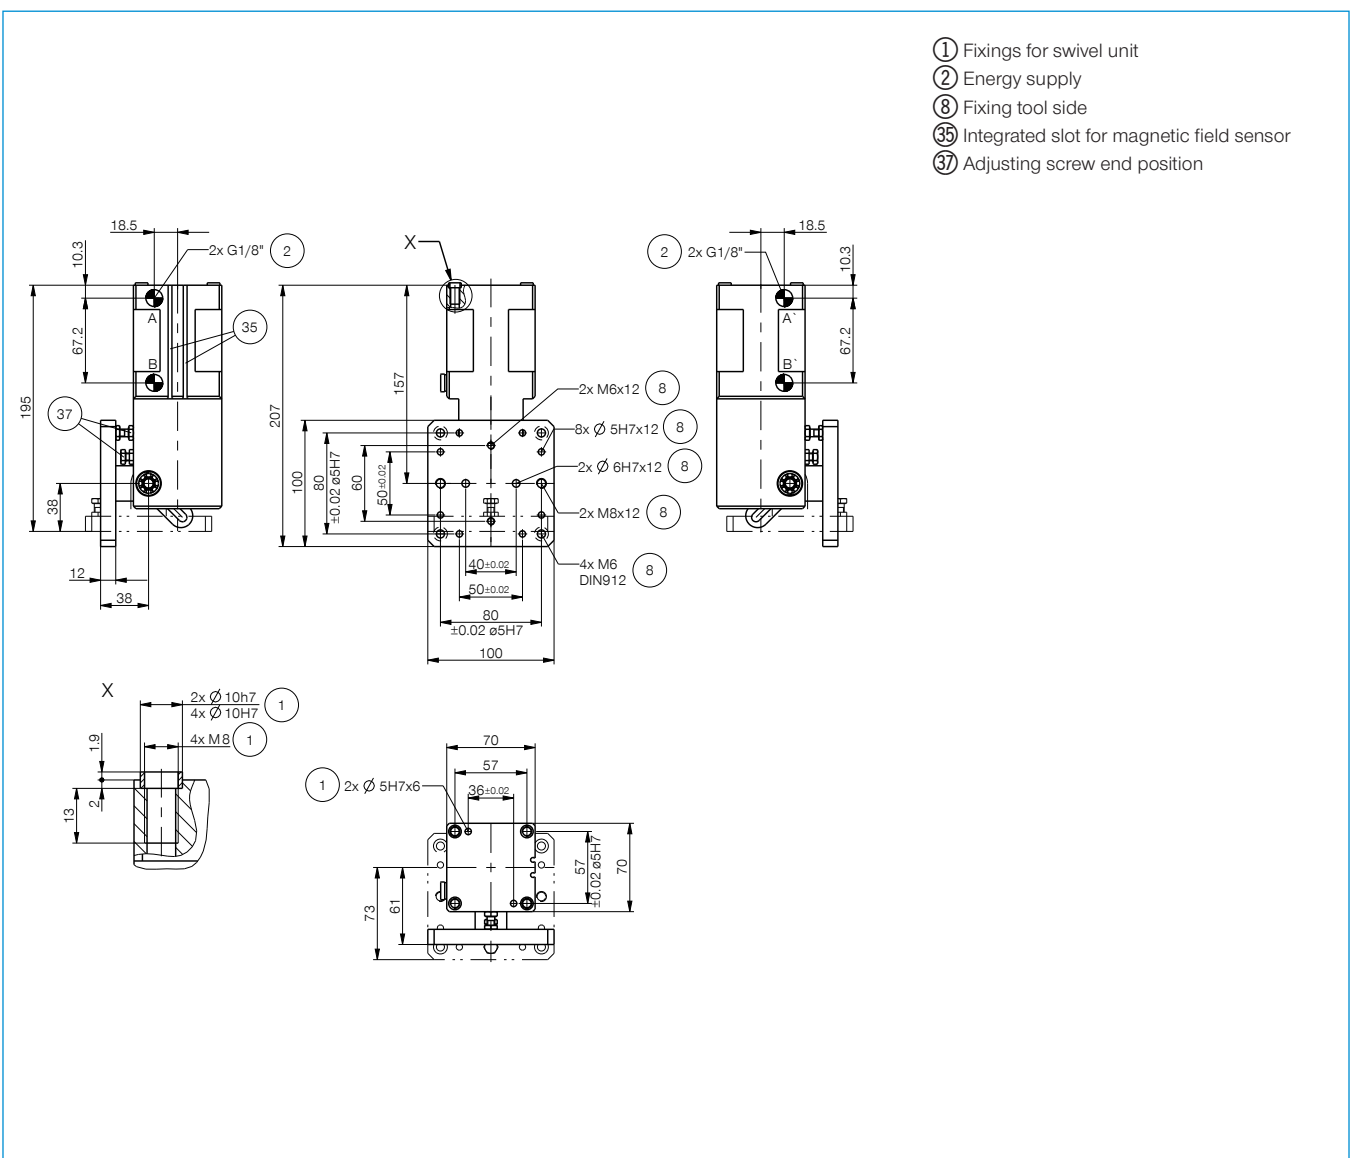 1 Fixings for swivel unit
2 Energy supply
8 Fixing tool side
35 Integrated slot for magnetic field sensor
37 Adjusting screw end position
18.5
10.3
2x G1/8" 2
A
35
67.2
B
195
37
38
12
38
X
207
157
100
80
±0.02 ø5H7
60
50±0.02
2x M6x12 8
8x Ø 5H7x12 8
2x Ø 6H7x12 8
2x M8x12 8
4x M6 8
DIN912
40±0.02
50±0.02
80
±0.02 ø5H7
100
2 2x G1/8"
18.5
10.3
A`
67.2
B`
X
2x Ø 10h7 1
4x Ø 10H7
4x M8 1
1.9
2
13
70
57
1 2x Ø 5H7x6
36±0.02
57
±0.02 ø5H7
70
61
73